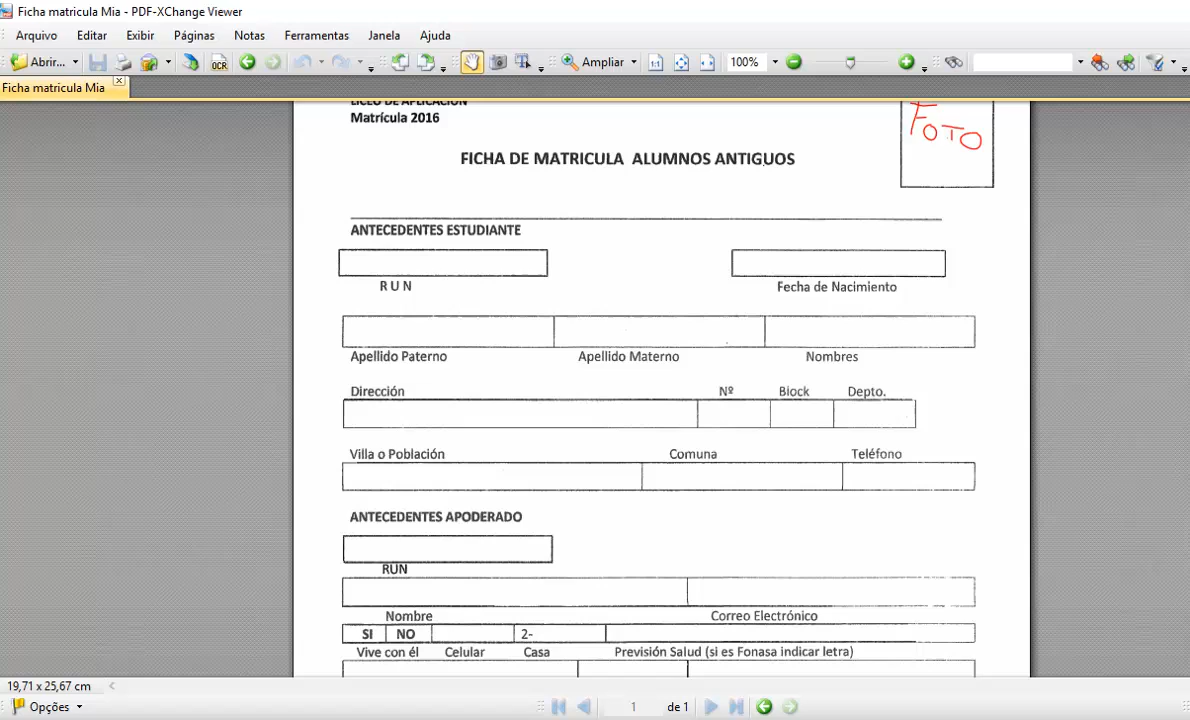 Ficha matricula Mia - PDF-XChange Viewer
Arquivo Editar Exibir Páginas Notas Ferramentas Janela Ajuda
Abrir... OCR Ampliar 100%
Ficha matricula Mia
LICEO DE APLICACIÓN
Matrícula 2016
FOTO
FICHA DE MATRICULA ALUMNOS ANTIGUOS
ANTECEDENTES ESTUDIANTE
R U N Fecha de Nacimiento
Apellido Paterno Apellido Materno Nombres
Dirección Nº Block Depto.
Villa o Población Comuna Teléfono
ANTECEDENTES APODERADO
RUN
Nombre Correo Electrónico
SI NO 2-
Vive con él Celular Casa Previsión Salud (si es Fonasa indicar letra)
19,71 x 25,67 cm
Opções 1 de 1